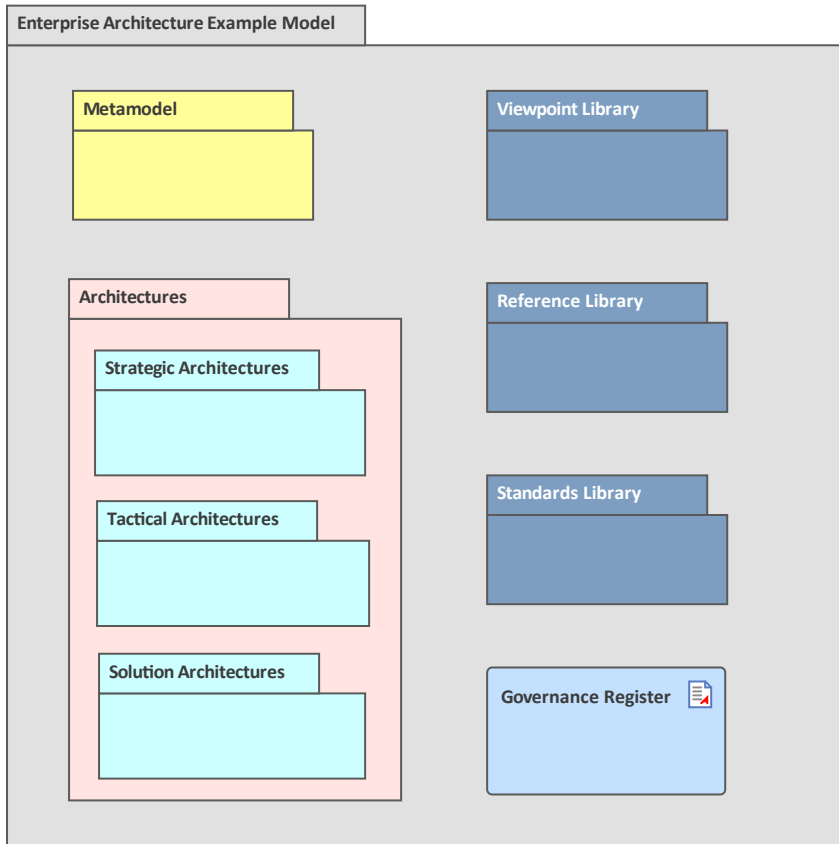 Enterprise Architecture Example Model
Metamodel
Viewpoint Library
Architectures
Reference Library
Strategic Architectures
Tactical Architectures
Standards Library
Solution Architectures
Governance Register